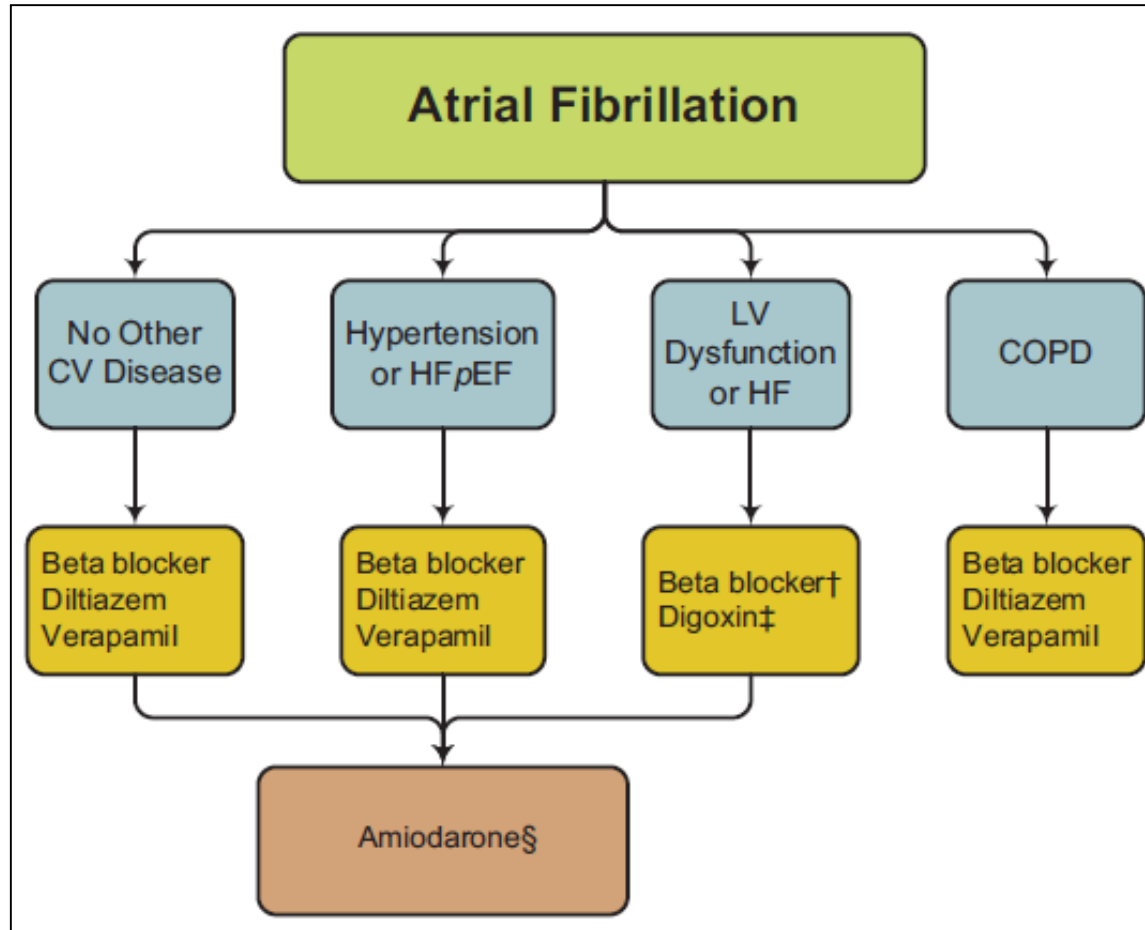 Atrial Fibrillation
No Other
CV Disease
Hypertension
or HFpEF
LV
Dysfunction
or HF
COPD
Beta blocker
Diltiazem
Verapamil
Beta blocker
Diltiazem
Verapamil
Beta blocker†
Digoxin‡
Beta blocker
Diltiazem
Verapamil
Amiodarone§